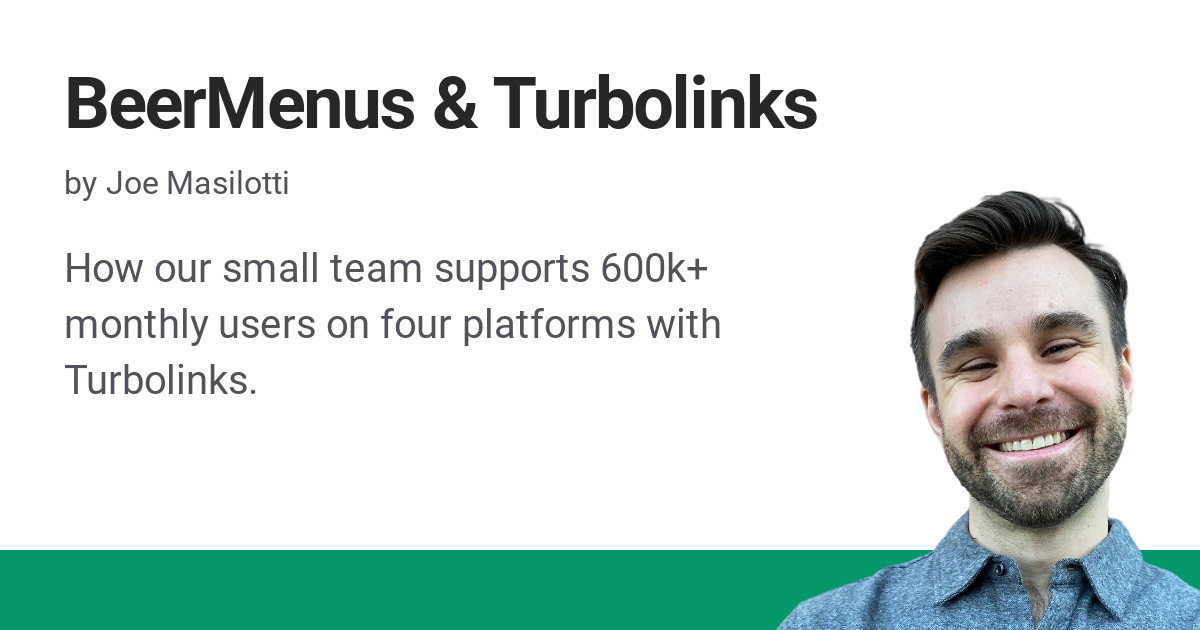 BeerMenus & Turbolinks
by Joe Masilotti
How our small team supports 600k+
monthly users on four platforms with
Turbolinks.